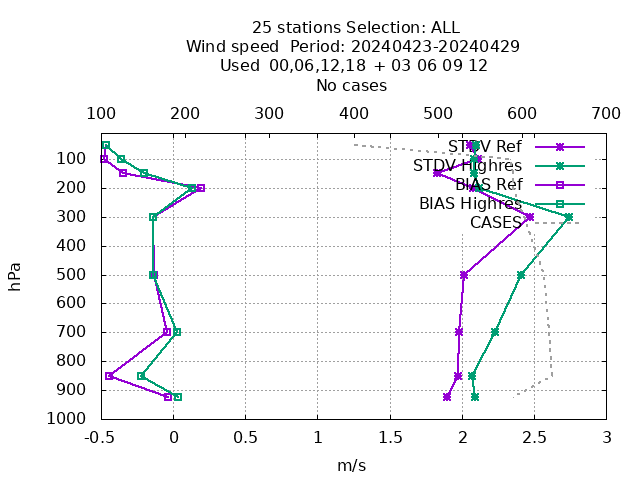 25 stations Selection: ALL
Wind speed  Period: 20240423-20240429
Used  00,06,12,18  + 03 06 09 12
No cases
100 200 300 400 500 600 700
STDV Ref
STDV Highres
BIAS Ref
BIAS Highres
CASES
100
200
300
400
500
600
700
800
900
1000
hPa
-0.5 0 0.5 1 1.5 2 2.5 3
m/s